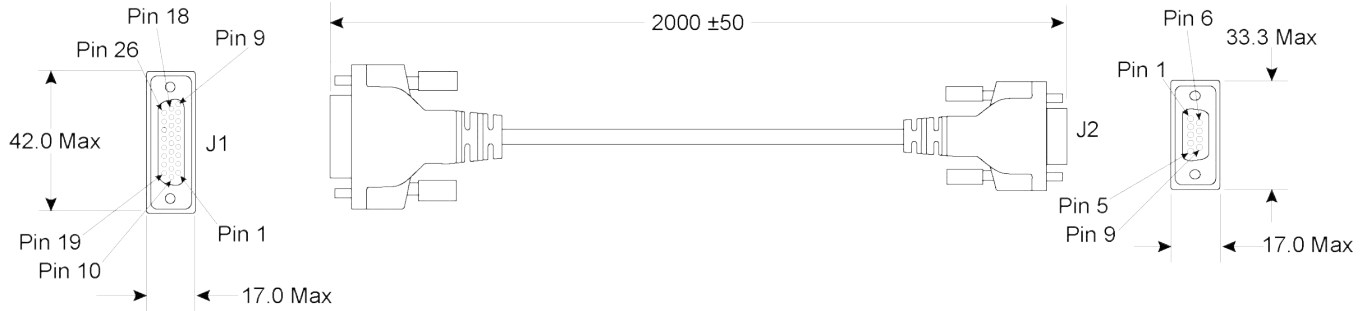 Pin 18
Pin 9
Pin 26
42.0 Max
J1
Pin 19
Pin 10
Pin 1
17.0 Max
2000 ±50
J2
Pin 6
33.3 Max
Pin 1
Pin 5
Pin 9
17.0 Max